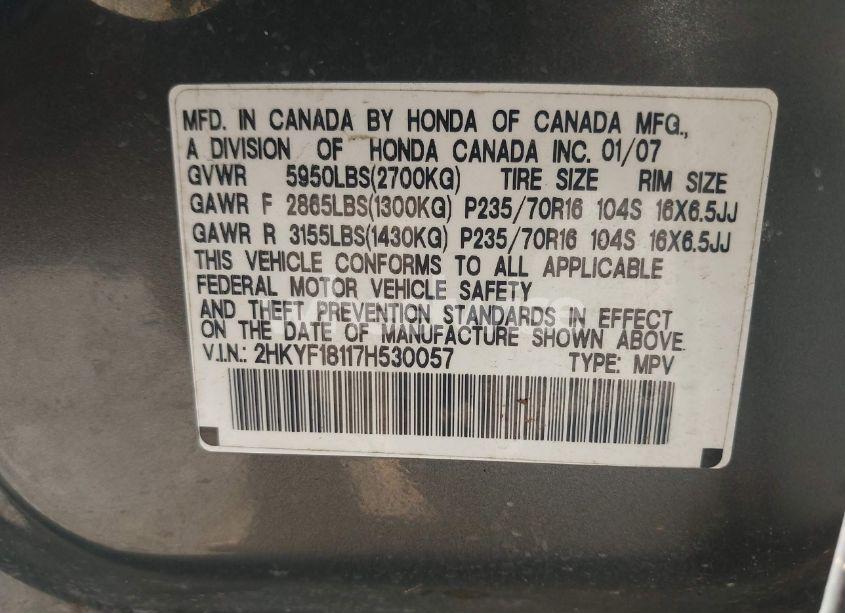 MFD. IN CANADA BY HONDA OF CANADA MFG.,
A DIVISION OF HONDA CANADA INC. 01/07
GVWR 5950LBS(2700KG) TIRE SIZE RIM SIZE
GAWR F 2865LBS(1300KG) P235/70R16 104S 16X6.5JJ
GAWR R 3155LBS(1430KG) P235/70R16 104S 16X6.5JJ
THIS VEHICLE CONFORMS TO ALL APPLICABLE
FEDERAL MOTOR VEHICLE SAFETY
AND THEFT PREVENTION STANDARDS IN EFFECT
ON THE DATE OF MANUFACTURE SHOWN ABOVE.
V.I.N.: 2HKYF18117H530057 TYPE: MPV